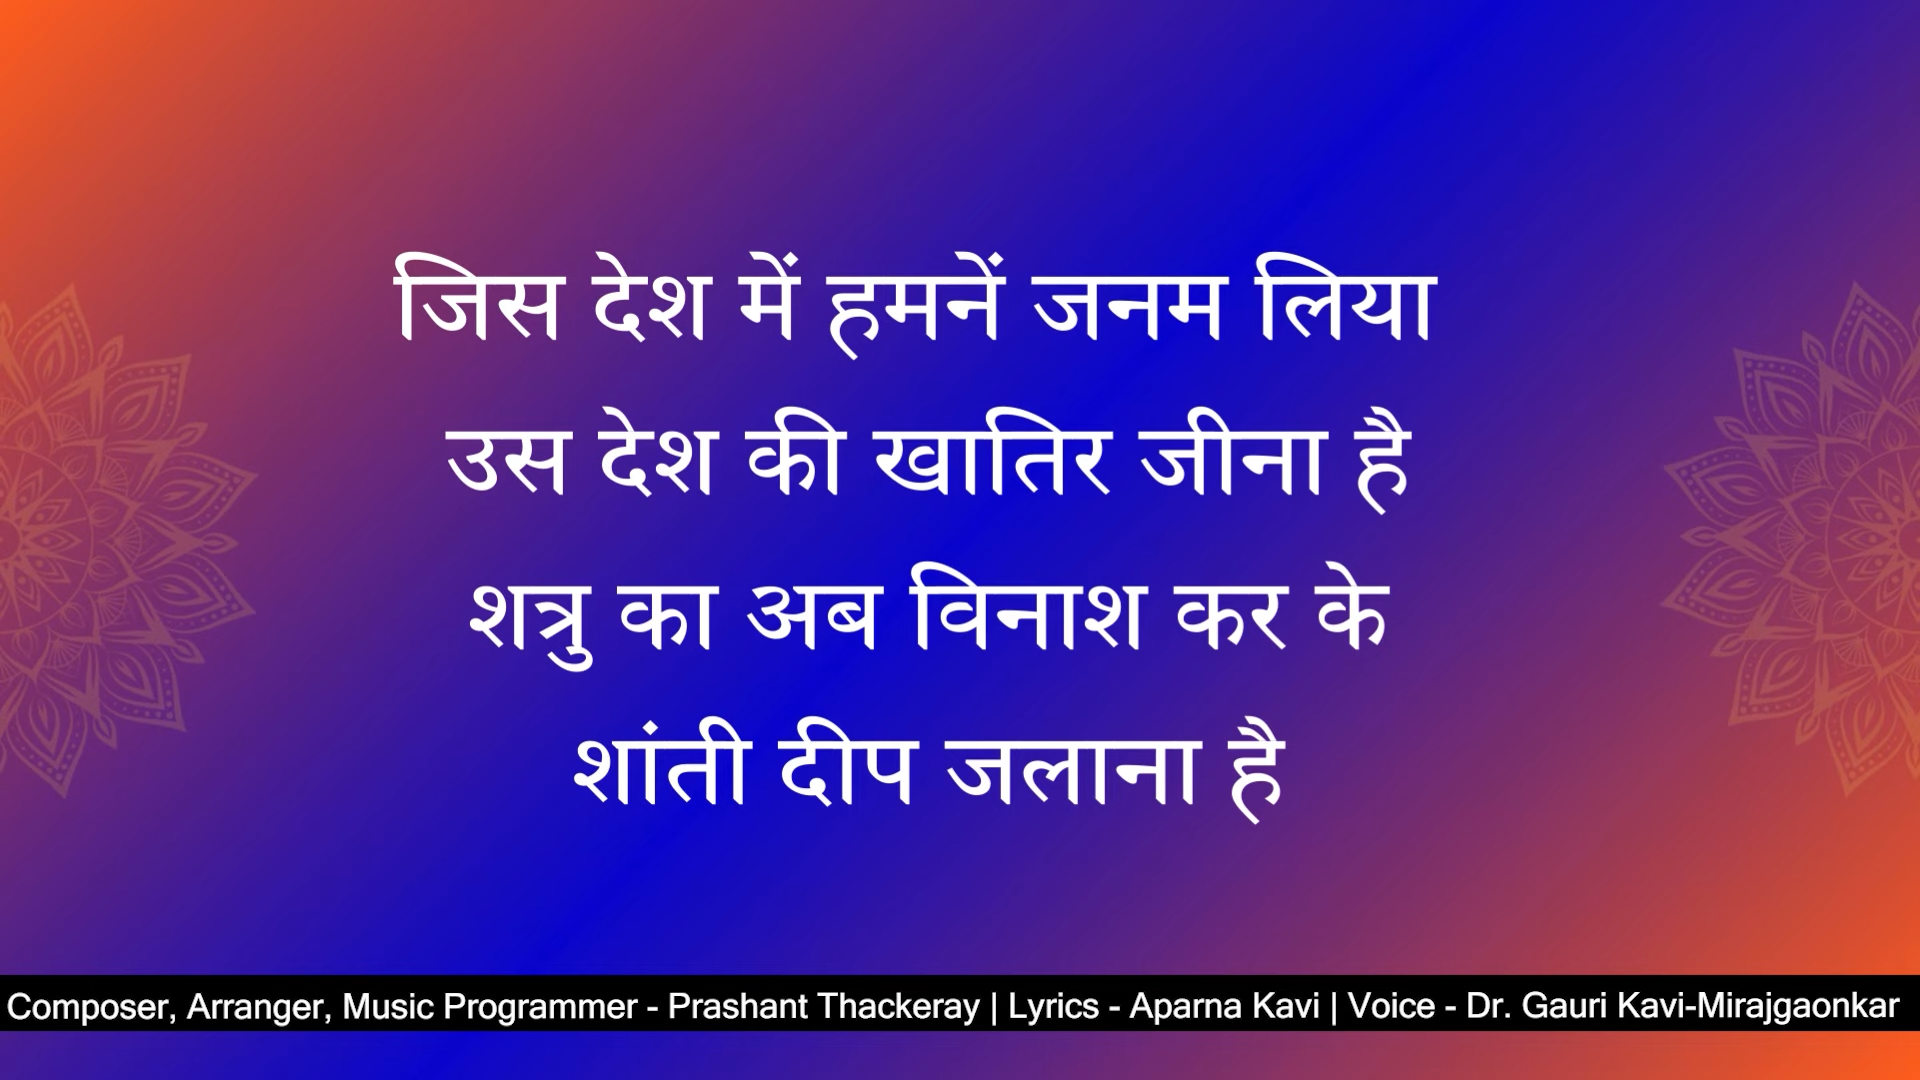 जिस देश में हमनें जनम लिया
उस देश की खातिर जीना है
शत्रु का अब विनाश कर के
शांती दीप जलाना है
Composer, Arranger, Music Programmer - Prashant Thackeray | Lyrics - Aparna Kavi | Voice - Dr. Gauri Kavi-Mirajgaonkar